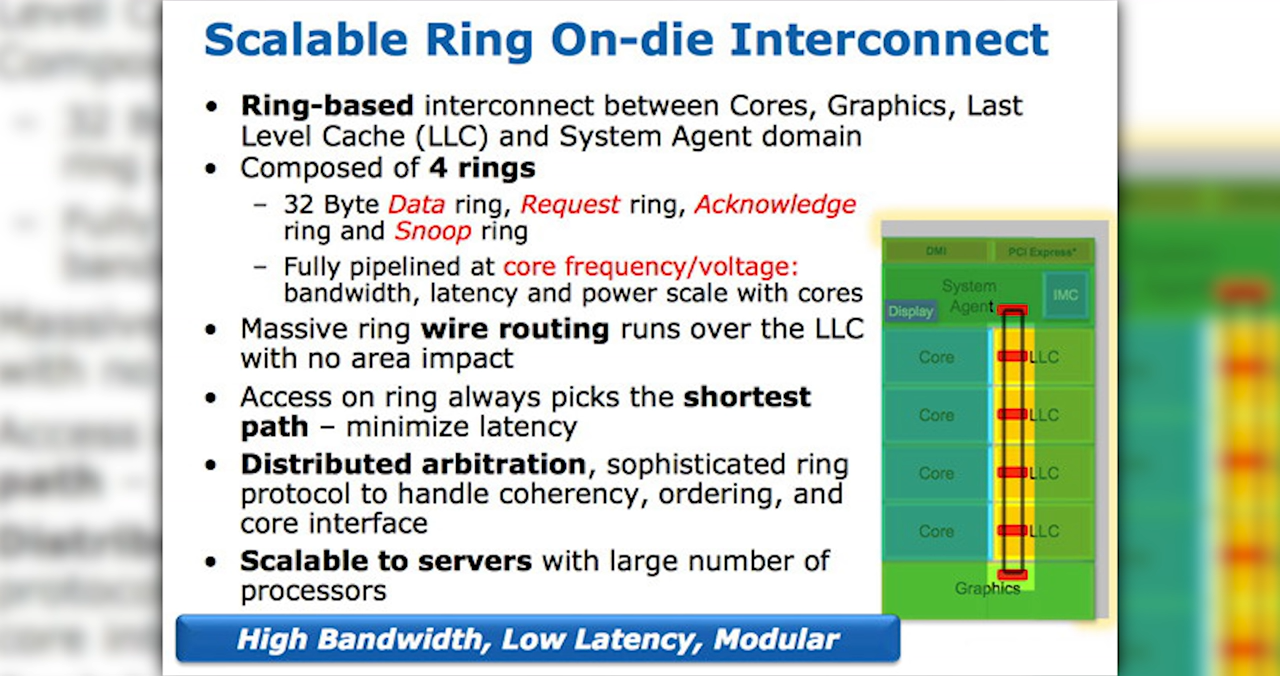 Scalable Ring On-die Interconnect
• Ring-based interconnect between Cores, Graphics, Last
Level Cache (LLC) and System Agent domain
• Composed of 4 rings
– 32 Byte Data ring, Request ring, Acknowledge
ring and Snoop ring
– Fully pipelined at core frequency/voltage:
bandwidth, latency and power scale with cores
• Massive ring wire routing runs over the LLC
with no area impact
• Access on ring always picks the shortest
path – minimize latency
• Distributed arbitration, sophisticated ring
protocol to handle coherency, ordering, and
core interface
• Scalable to servers with large number of
processors
High Bandwidth, Low Latency, Modular
DMI PCI Express*
System
Agent
IMC
Display
Core LLC
Core LLC
Core LLC
Core LLC
Graphics